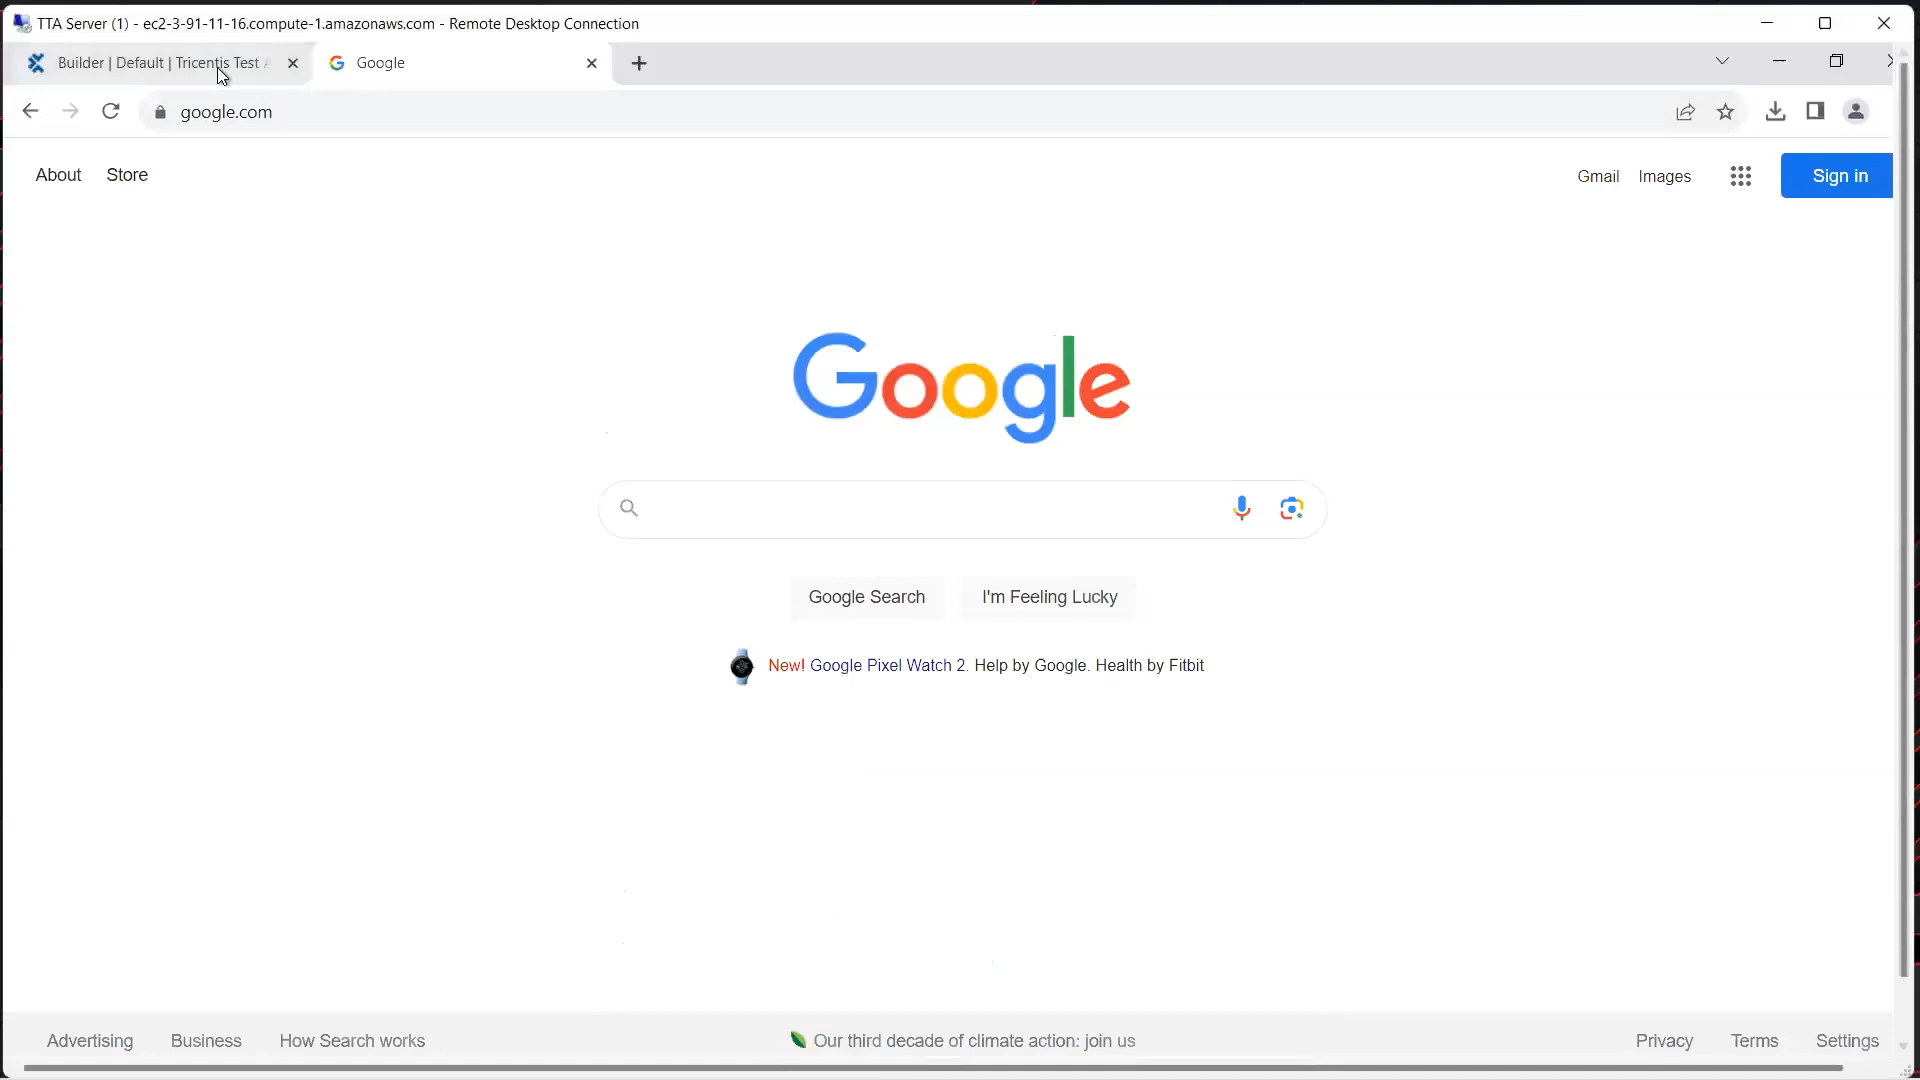 TTA Server (1) - ec2-3-91-11-16.compute-1.amazonaws.com - Remote Desktop Connection
Builder | Default | Tricentis Test
Google
google.com
About Store
Gmail Images Sign in
Google
Google Search I'm Feeling Lucky
New! Google Pixel Watch 2. Help by Google. Health by Fitbit
Advertising Business How Search works Our third decade of climate action: join us Privacy Terms Settings